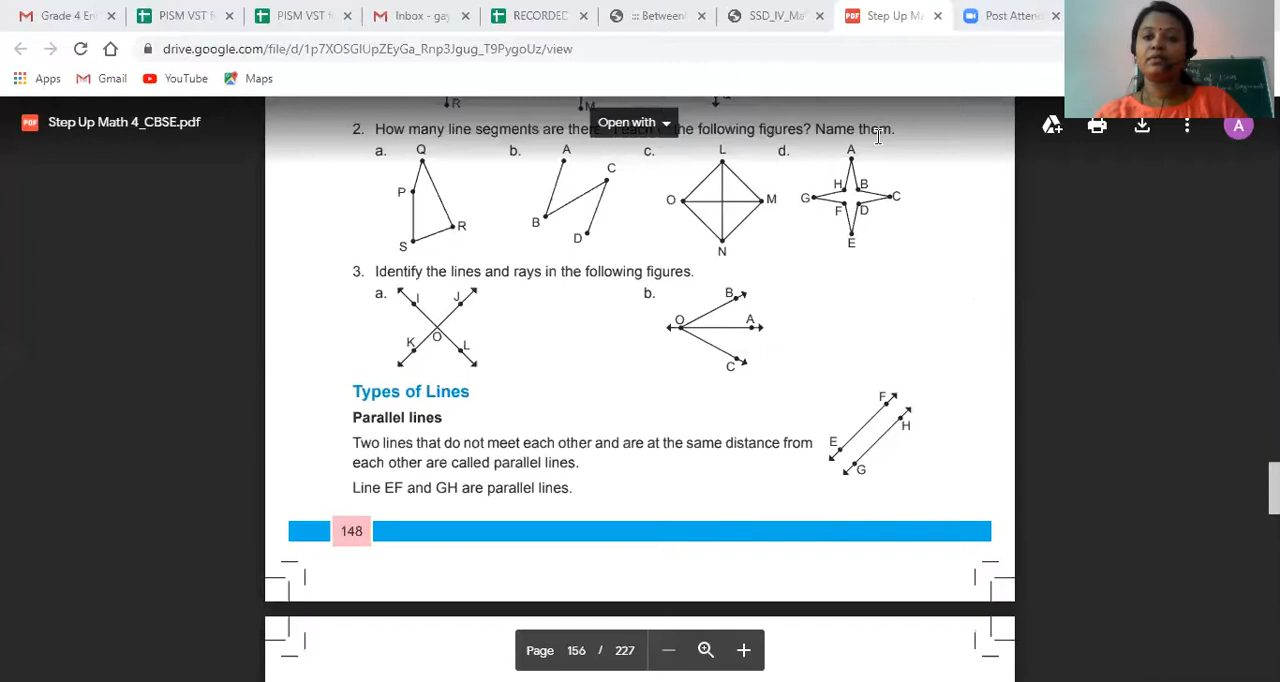 Grade 4 En
PISM VST f
PISM VST f
Inbox - gay
RECORDED
::: Between
SSD_IV_Ma
Step Up Ma
Post Atten
drive.google.com/file/d/1p7XOSGlUpZEyGa_Rnp3Jgug_T9PygoUz/view
Apps
Gmail
YouTube
Maps
PDF
Step Up Math 4_CBSE.pdf
Open with
A
R
M
2. How many line segments are there the following figures? Name them.
a. Q P R S
b. A C B D
c. L O M N
d. A H B G C F D E
3. Identify the lines and rays in the following figures.
a. I J K O L
b. B O A C
Types of Lines
Parallel lines
Two lines that do not meet each other and are at the same distance from
each other are called parallel lines.
Line EF and GH are parallel lines.
F
H
E
G
148
Page 156 / 227